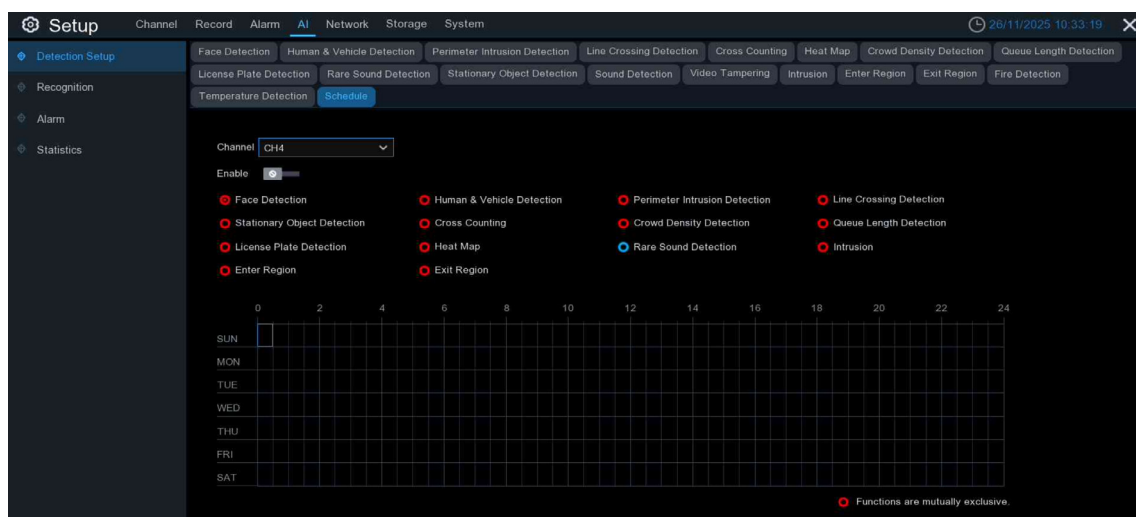 Setup Channel Record Alarm AI Network Storage System 26/11/2025 10:33:19
Detection Setup
Recognition
Alarm
Statistics
Face Detection Human & Vehicle Detection Perimeter Intrusion Detection Line Crossing Detection Cross Counting Heat Map Crowd Density Detection Queue Length Detection
License Plate Detection Rare Sound Detection Stationary Object Detection Sound Detection Video Tampering Intrusion Enter Region Exit Region Fire Detection
Temperature Detection Schedule
Channel CH4
Enable
Face Detection Human & Vehicle Detection Perimeter Intrusion Detection Line Crossing Detection
Stationary Object Detection Cross Counting Crowd Density Detection Queue Length Detection
License Plate Detection Heat Map Rare Sound Detection Intrusion
Enter Region Exit Region
0 2 4 6 8 10 12 14 16 18 20 22 24
SUN
MON
TUE
WED
THU
FRI
SAT
Functions are mutually exclusive.